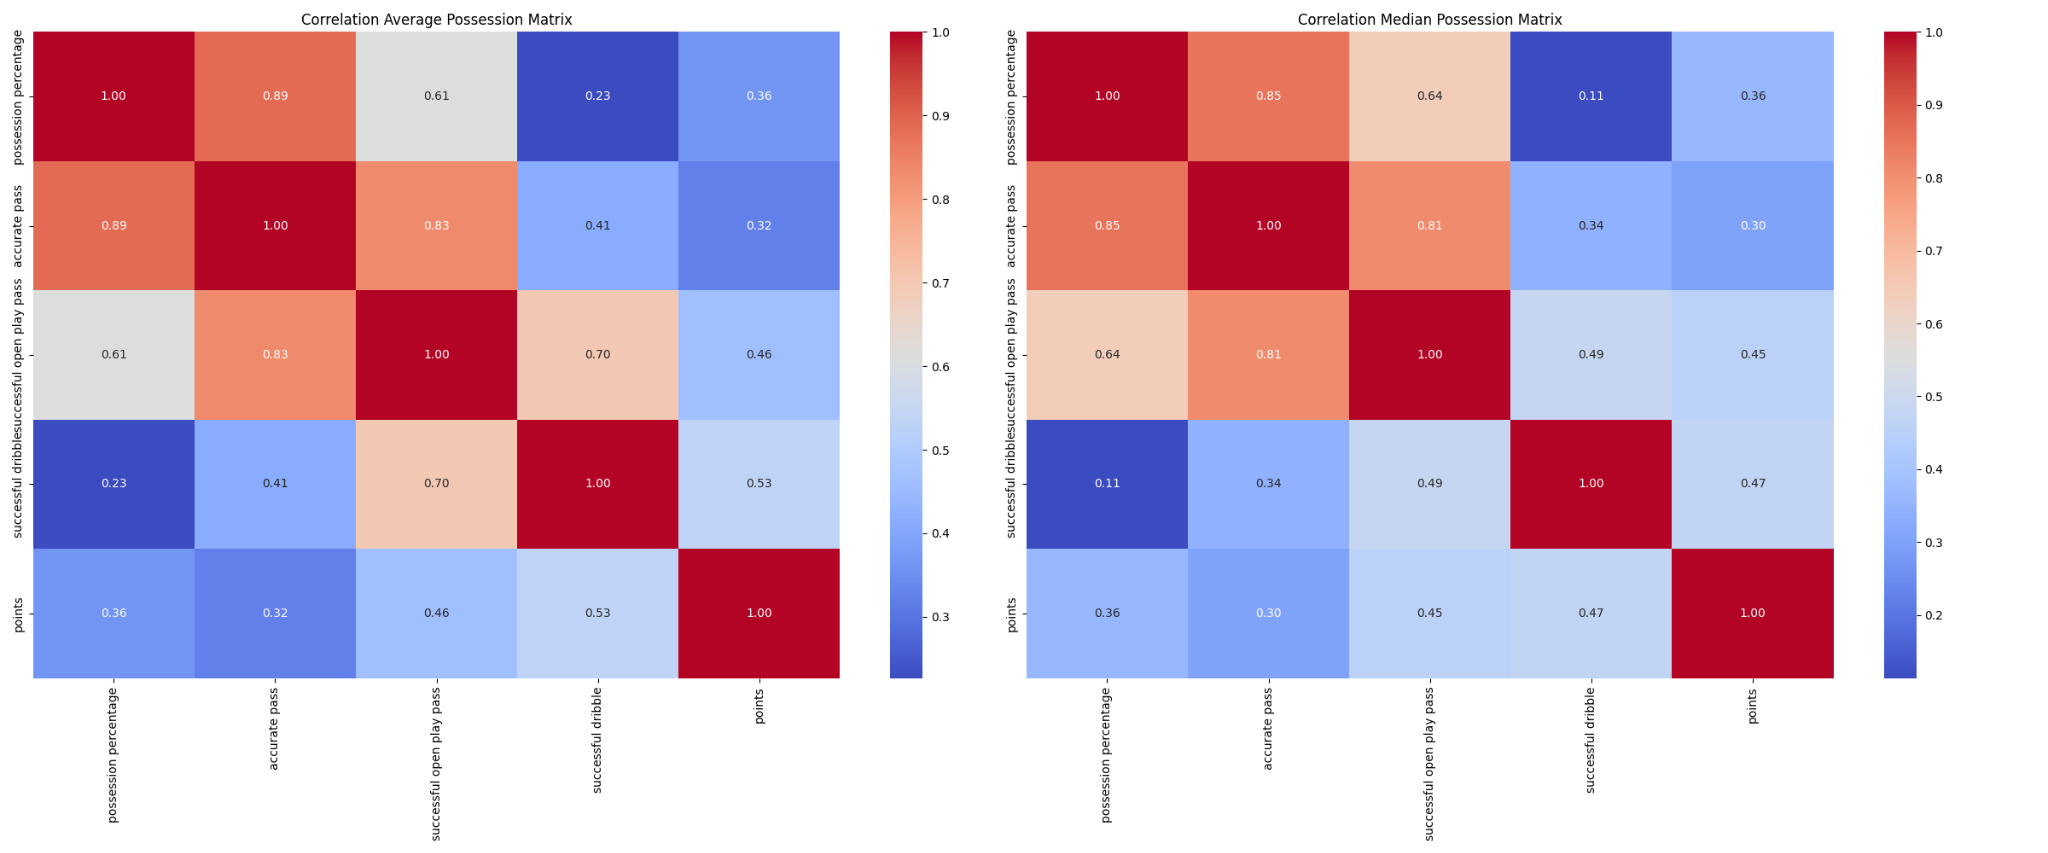 Correlation Average Possession Matrix
possession percentage
accurate pass
successful open play pass
successful dribble
points
1.00 0.89 0.61 0.23 0.36
0.89 1.00 0.83 0.41 0.32
0.61 0.83 1.00 0.70 0.46
0.23 0.41 0.70 1.00 0.53
0.36 0.32 0.46 0.53 1.00
possession percentage
accurate pass
successful open play pass
successful dribble
points
1.0
0.9
0.8
0.7
0.6
0.5
0.4
0.3
Correlation Median Possession Matrix
possession percentage
accurate pass
successful open play pass
successful dribble
points
1.00 0.85 0.64 0.11 0.36
0.85 1.00 0.81 0.34 0.30
0.64 0.81 1.00 0.49 0.45
0.11 0.34 0.49 1.00 0.47
0.36 0.30 0.45 0.47 1.00
possession percentage
accurate pass
successful open play pass
successful dribble
points
1.0
0.9
0.8
0.7
0.6
0.5
0.4
0.3
0.2